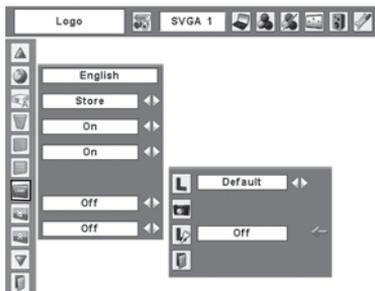 Logo
SVGA 1
English
Store
On
On
Default
Off
Off
Off